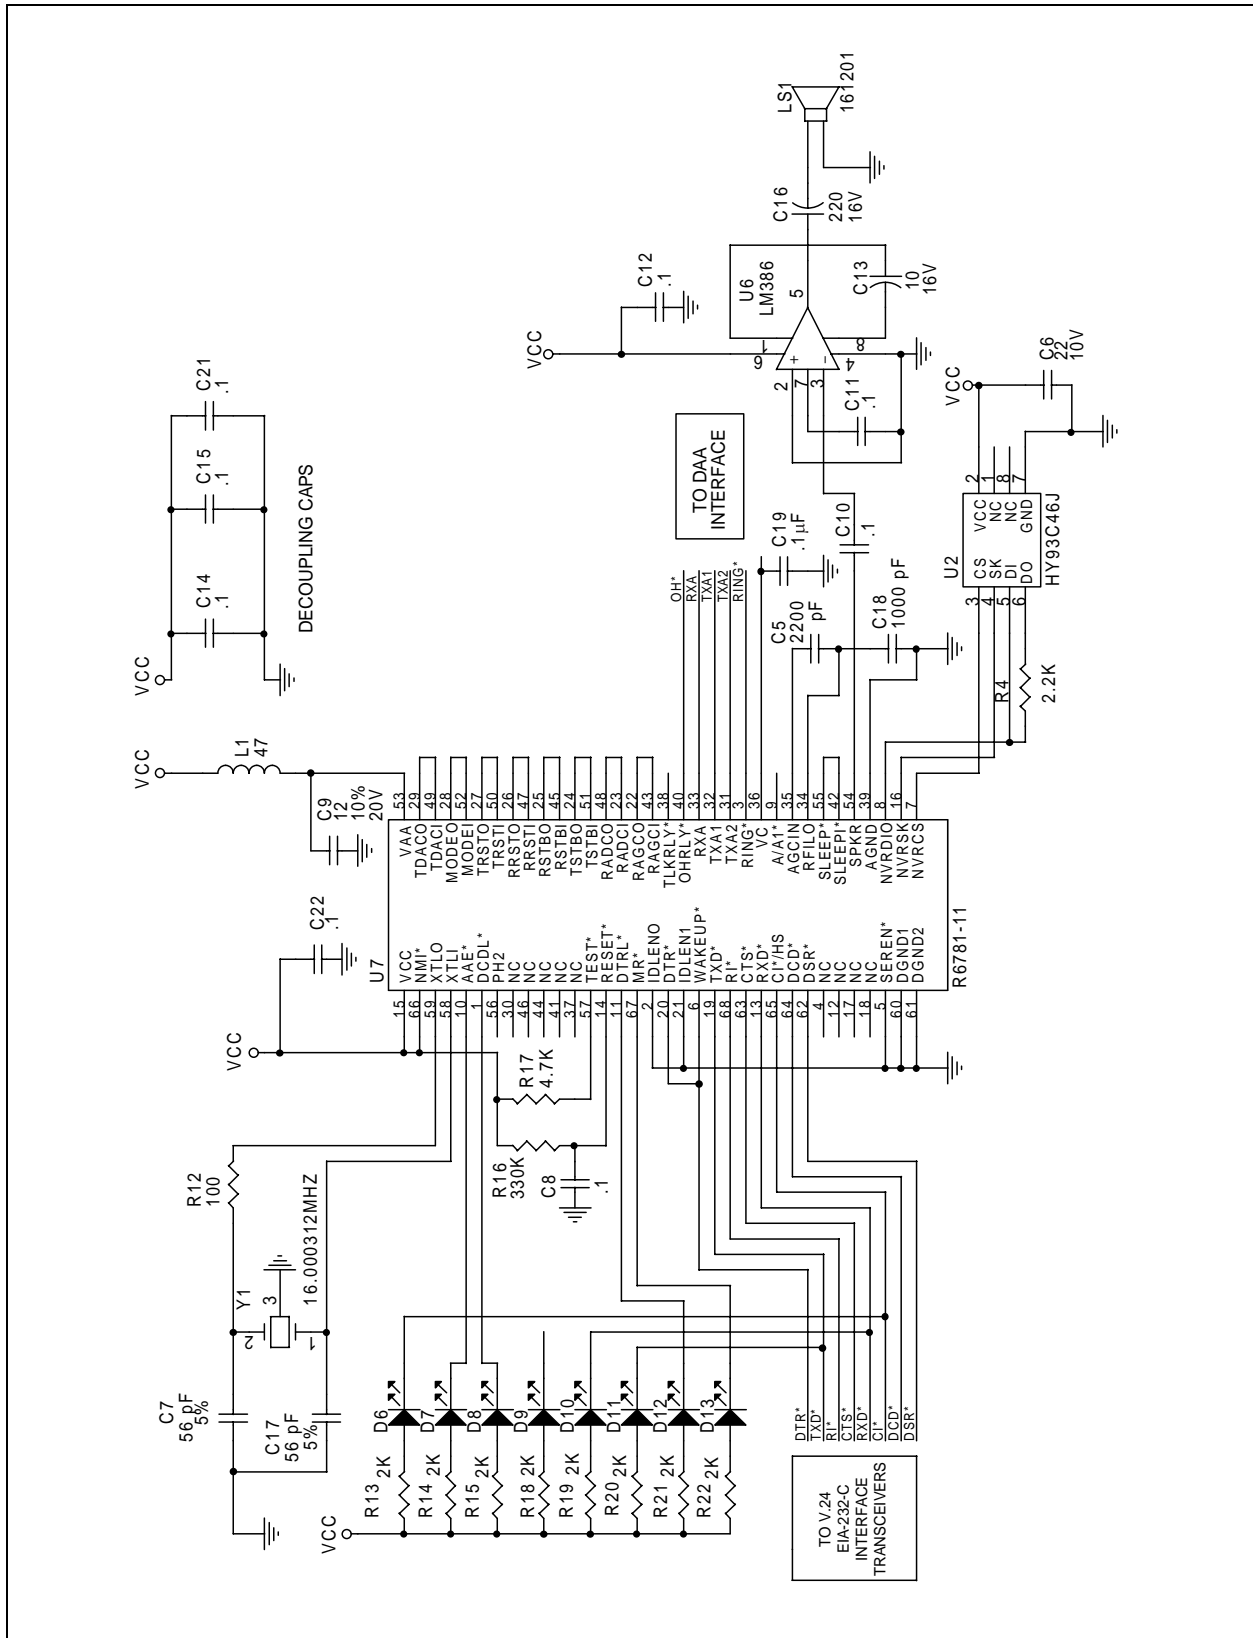 LS1
161201
C16
220
16V
U6
LM386
C13
10
16V
VCC
C12
.1
1
6
5
8
4
2
7
3
+
-
C11
.1
VCC
C6
22
10V
TO DAA
INTERFACE
C10
.1
U2
VCC 2
NC 1
NC 8
GND 7
3 CS
4 SK
5 DI
6 DO
HY93C46J
R4
2.2K
VCC
C14
.1
C15
.1
C21
.1
DECOUPLING CAPS
OH*
RXA
TXA1
TXA2
RING*
C19
.1µF
C5
2200
pF
C18
1000 pF
VCC
L1
47
C9
12
10%
20V
VCC
C22
.1
U7
R6781-11
VAA 53
TDACO 29
TDACI 49
MODEO 28
MODEI 52
TRSTO 27
TRSTI 50
RRSTO 26
RRSTI 47
RSTBO 25
RSTBI 45
TSTBO 24
TSTBI 51
RADCO 48
RADCI 23
RAGCO 22
RAGCI 43
TLKRLY* 38
OHRLY* 40
RXA 33
TXA1 32
TXA2 31
RING* 3
VC 36
A/A1* 9
AGCIN 35
RFILO 34
SLEEP* 55
SLEEPI* 42
SPKR 54
AGND 39
NVRDIO 8
NVRSK 16
NVRCS 7
15 VCC
66 NMI*
59 XTLO
58 XTLI
10 AAE*
1 DCDL*
56 PH2
30 NC
46 NC
44 NC
41 NC
37 NC
57 TEST*
14 RESET*
11 DTRL*
67 MR*
2 IDLENO
20 DTR*
21 IDLEN1
6 WAKEUP*
19 TXD*
68 RI*
63 CTS*
13 RXD*
65 CI*/HS
64 DCD*
62 DSR*
4 NC
12 NC
17 NC
18 NC
5 SEREN*
60 DGND1
61 DGND2
R17
4.7K
R16
330K
C8
.1
R12
100
Y1
3
2
1
16.000312MHZ
C7
56 pF
5%
C17
56 pF
5%
VCC
R13 2K D6
R14 2K D7
R15 2K D8
R18 2K D9
R19 2K D10
R20 2K D11
R21 2K D12
R22 2K D13
DTR*
TXD*
RI*
CTS*
RXD*
CI*
DCD*
DSR*
TO V.24
EIA-232-C
INTERFACE
TRANSCEIVERS